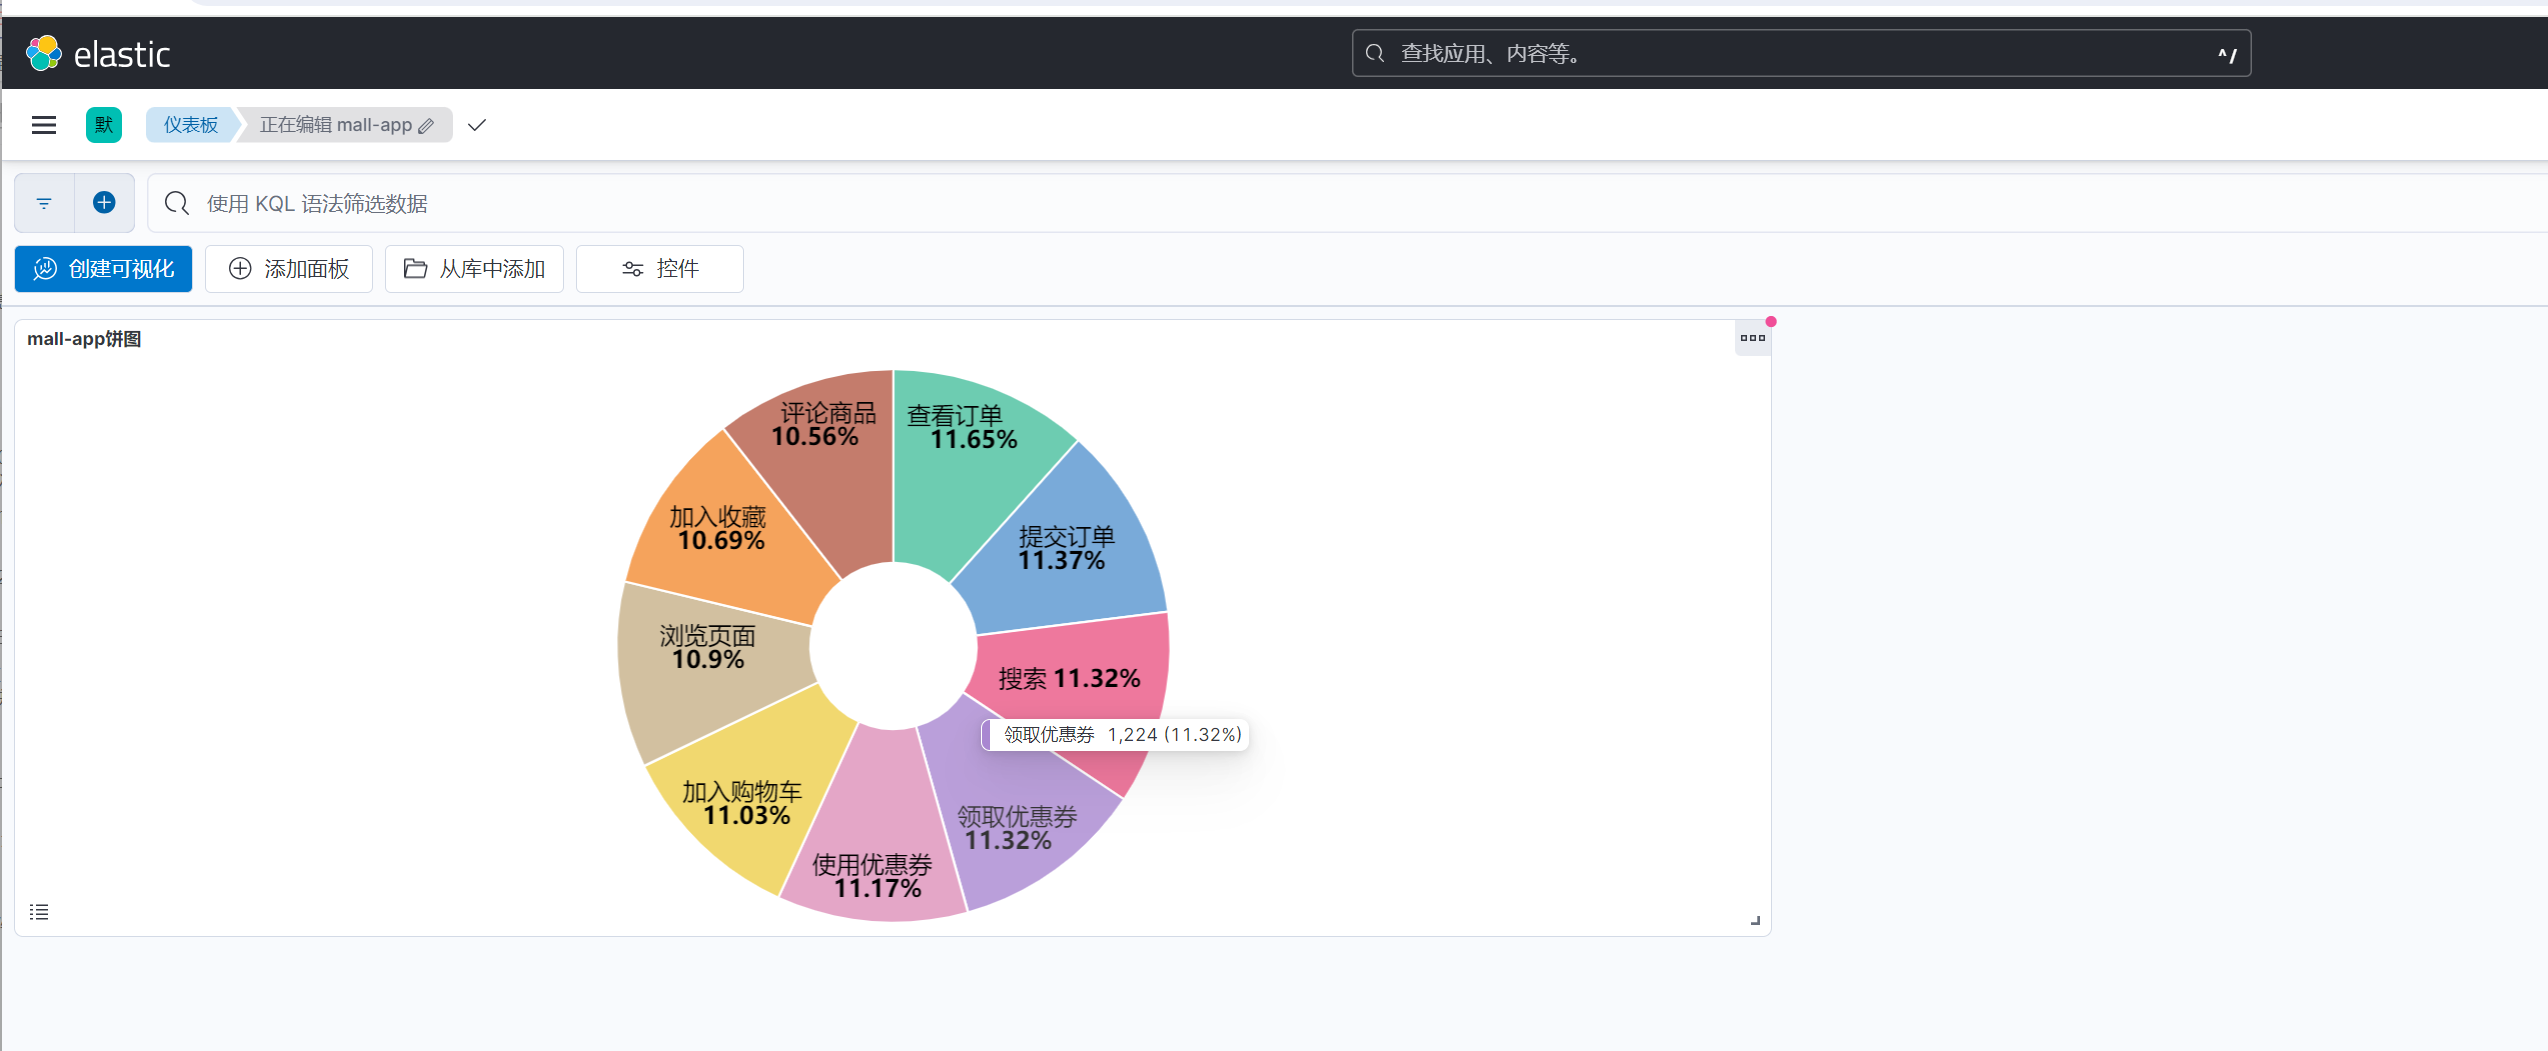 elastic
查找应用、内容等。
^/
默
仪表板
正在编辑 mall-app
使用 KQL 语法筛选数据
创建可视化
添加面板
从库中添加
控件
mall-app饼图
评论商品
10.56%
查看订单
11.65%
加入收藏
10.69%
提交订单
11.37%
浏览页面
10.9%
搜索 11.32%
领取优惠券 1,224 (11.32%)
加入购物车
11.03%
领取优惠券
11.32%
使用优惠券
11.17%